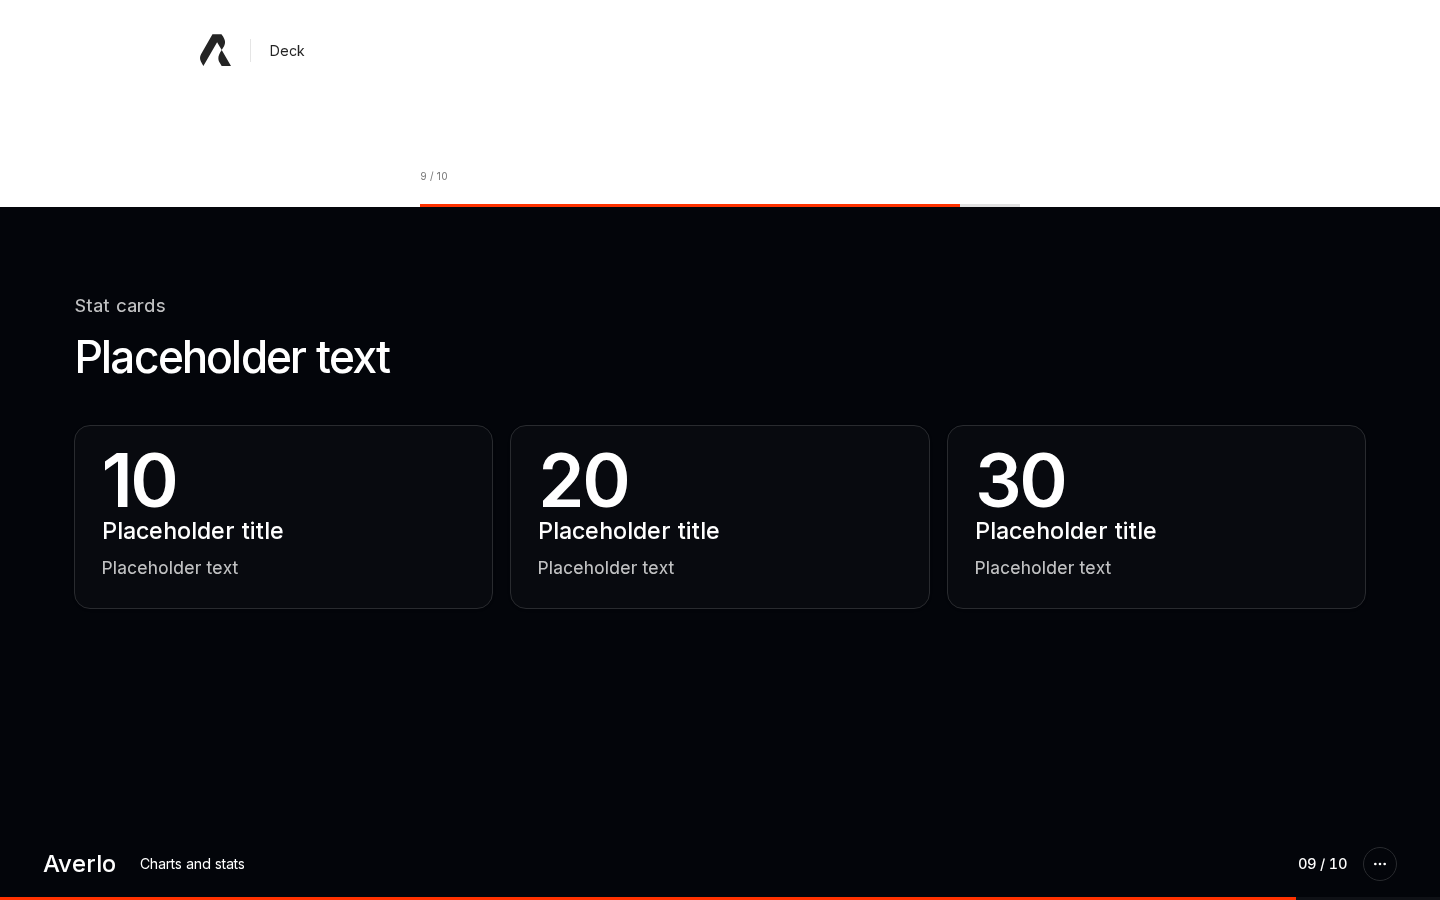 Deck
9 / 10
Stat cards
Placeholder text
10
Placeholder title
Placeholder text
20
Placeholder title
Placeholder text
30
Placeholder title
Placeholder text
Averlo
Charts and stats
09 / 10